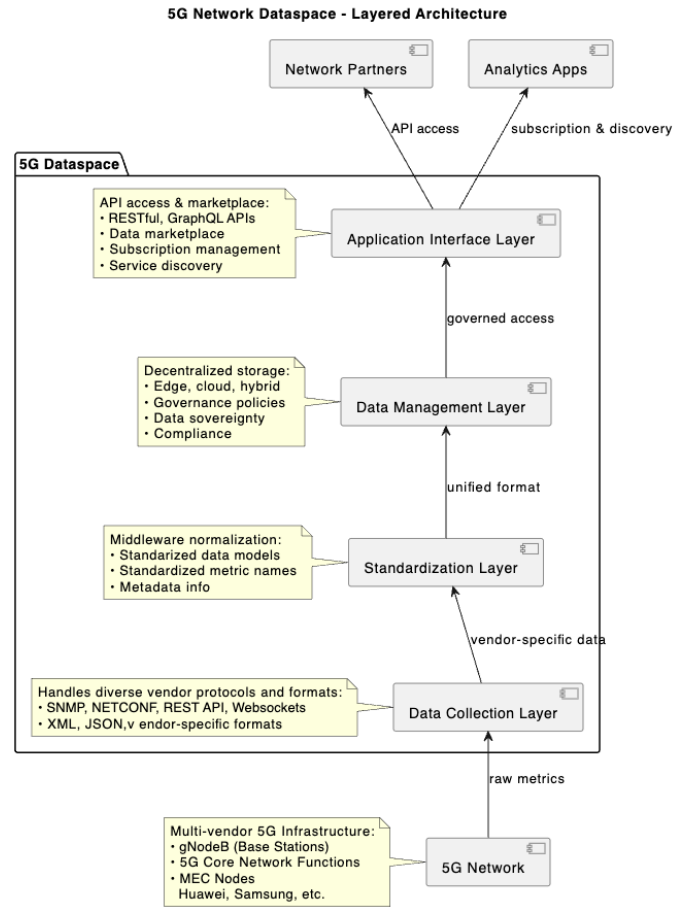 5G Network Dataspace - Layered Architecture
Network Partners
Analytics Apps
API access
subscription & discovery
5G Dataspace
API access & marketplace:
• RESTful, GraphQL APIs
• Data marketplace
• Subscription management
• Service discovery
Application Interface Layer
governed access
Decentralized storage:
• Edge, cloud, hybrid
• Governance policies
• Data sovereignty
• Compliance
Data Management Layer
unified format
Middleware normalization:
• Standarized data models
• Standardized metric names
• Metadata info
Standardization Layer
vendor-specific data
Handles diverse vendor protocols and formats:
• SNMP, NETCONF, REST API, Websockets
• XML, JSON,v endor-specific formats
Data Collection Layer
raw metrics
Multi-vendor 5G Infrastructure:
• gNodeB (Base Stations)
• 5G Core Network Functions
• MEC Nodes
Huawei, Samsung, etc.
5G Network